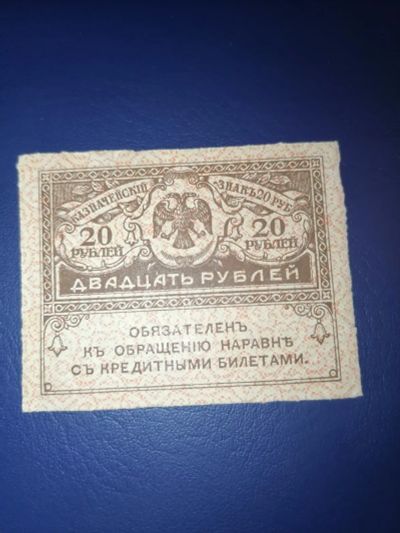 КАЗНАЧЕЙСКІЙ ЗНАКЪ 20 РУБ.
20 РУБЛЕЙ
20 РУБЛЕЙ
ДВАДЦАТЬ РУБЛЕЙ
ОБЯЗАТЕЛЕНЪ
КЪ ОБРАЩЕНІЮ НАРАВНѢ
СЪ КРЕДИТНЫМИ БИЛЕТАМИ.